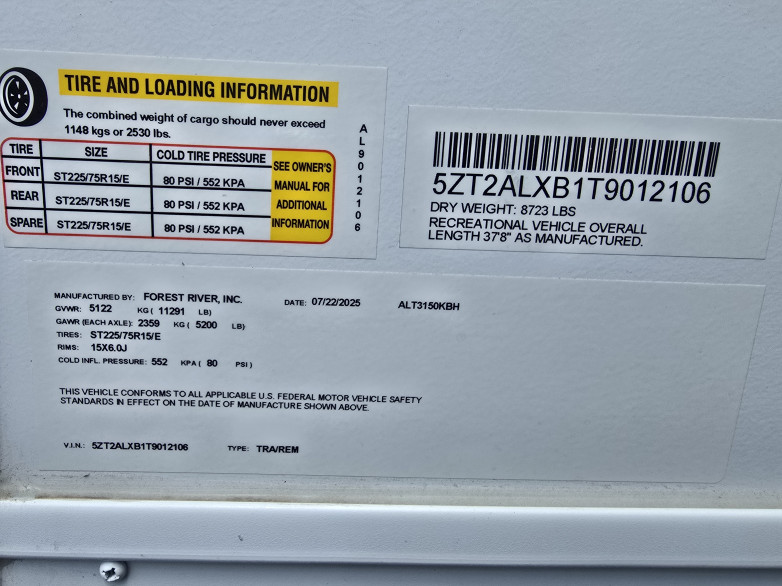 TIRE AND LOADING INFORMATION
The combined weight of cargo should never exceed
1148 kgs or 2530 lbs.
TIRE SIZE COLD TIRE PRESSURE SEE OWNER'S MANUAL FOR ADDITIONAL INFORMATION
FRONT ST225/75R15/E 80 PSI / 552 KPA
REAR ST225/75R15/E 80 PSI / 552 KPA
SPARE ST225/75R15/E 80 PSI / 552 KPA
AL9012106
5ZT2ALXB1T9012106
DRY WEIGHT: 8723 LBS
RECREATIONAL VEHICLE OVERALL
LENGTH 37'8" AS MANUFACTURED.
MANUFACTURED BY: FOREST RIVER, INC. DATE: 07/22/2025 ALT3150KBH
GVWR: 5122 KG ( 11291 LB)
GAWR (EACH AXLE): 2359 KG ( 5200 LB)
TIRES: ST225/75R15/E
RIMS: 15X6.0J
COLD INFL. PRESSURE: 552 KPA ( 80 PSI )
THIS VEHICLE CONFORMS TO ALL APPLICABLE U.S. FEDERAL MOTOR VEHICLE SAFETY
STANDARDS IN EFFECT ON THE DATE OF MANUFACTURE SHOWN ABOVE.
V.I.N.: 5ZT2ALXB1T9012106 TYPE: TRA/REM